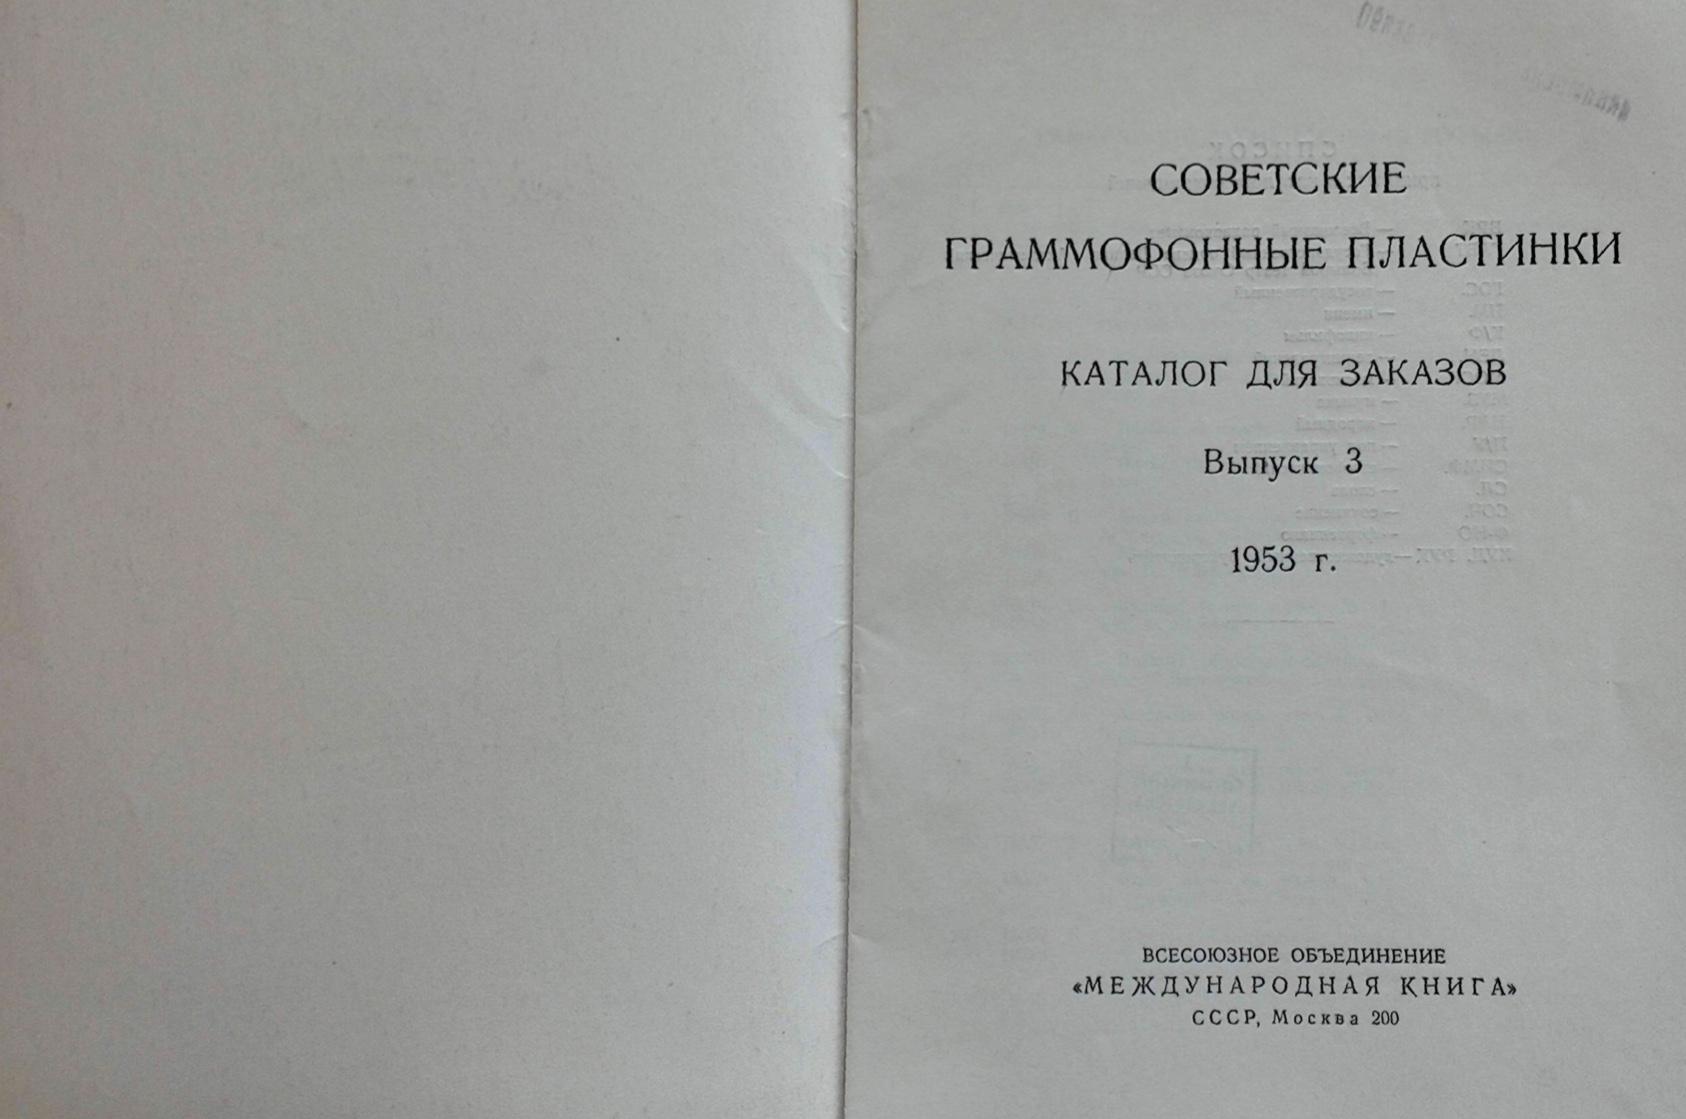 СОВЕТСКИЕ
ГРАММОФОННЫЕ ПЛАСТИНКИ
КАТАЛОГ ДЛЯ ЗАКАЗОВ
Выпуск 3
1953 г.
ВСЕСОЮЗНОЕ ОБЪЕДИНЕНИЕ
«МЕЖДУНАРОДНАЯ КНИГА»
СССР, Москва 200